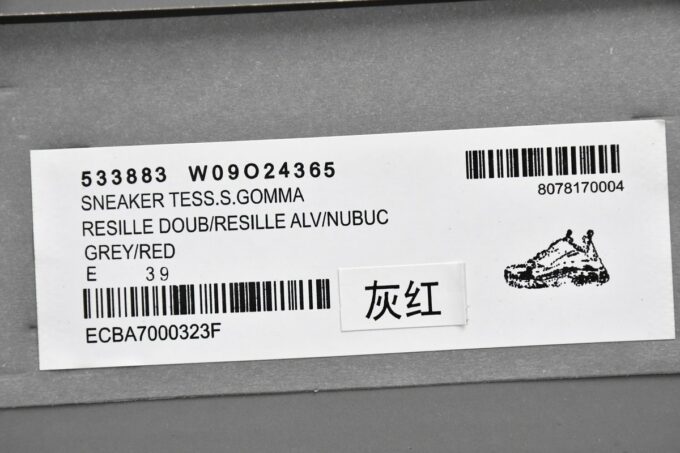 533883 W09O24365
SNEAKER TESS.S.GOMMA
RESILLE DOUB/RESILLE ALV/NUBUC
GREY/RED
E 39
ECBA7000323F
灰红
8078170004